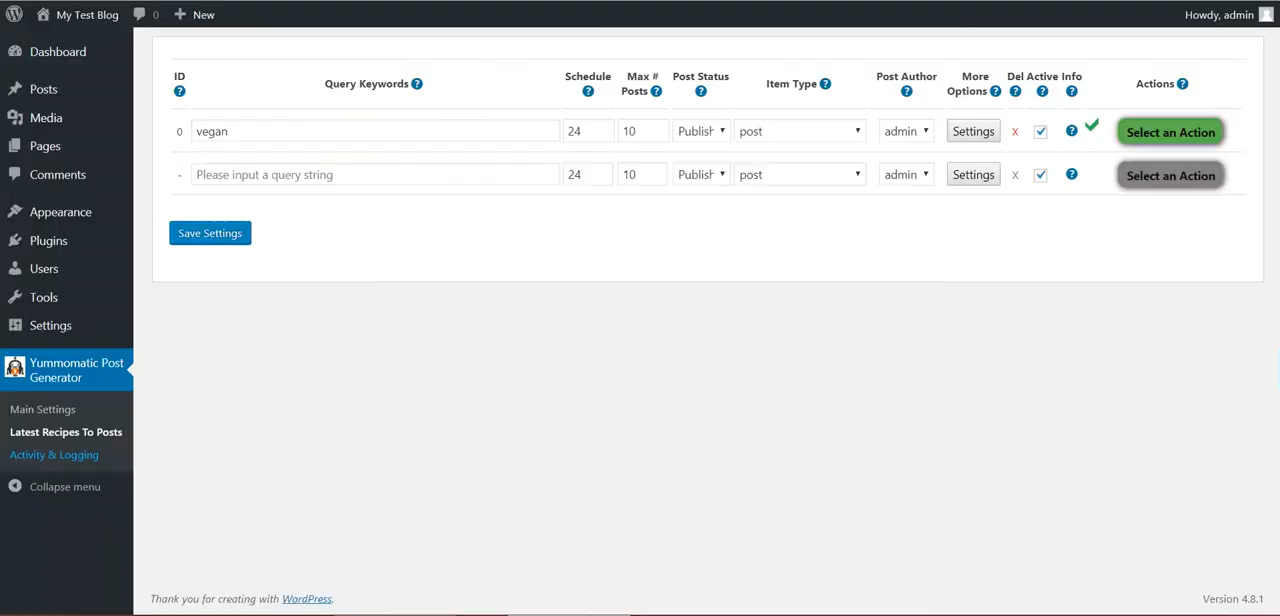 My Test Blog 0 New Howdy, admin
Dashboard
Posts
Media
Pages
Comments
Appearance
Plugins
Users
Tools
Settings
Yummomatic Post
Generator
Main Settings
Latest Recipes To Posts
Activity & Logging
Collapse menu
ID Query Keywords Schedule Max # Posts Post Status Item Type Post Author More Options Del Active Info Actions
0 vegan 24 10 Publish post admin Settings X Select an Action
- Please input a query string 24 10 Publish post admin Settings X Select an Action
Save Settings
Thank you for creating with WordPress. Version 4.8.1